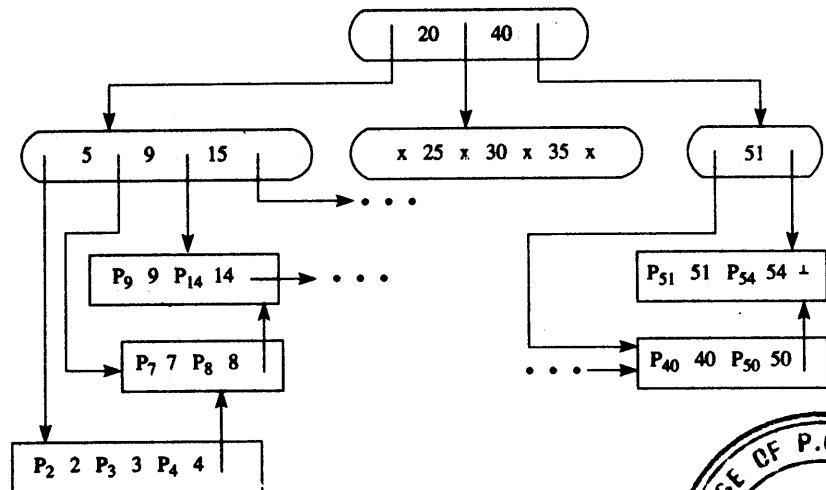 20 40
5 9 15
x 25 x 30 x 35 x
51
• • •
P₉ 9 P₁₄ 14
• • •
P₅₁ 51 P₅₄ 54 ⊥
P₇ 7 P₈ 8
• • •
P₄₀ 40 P₅₀ 50
P₂ 2 P₃ 3 P₄ 4
OF P.